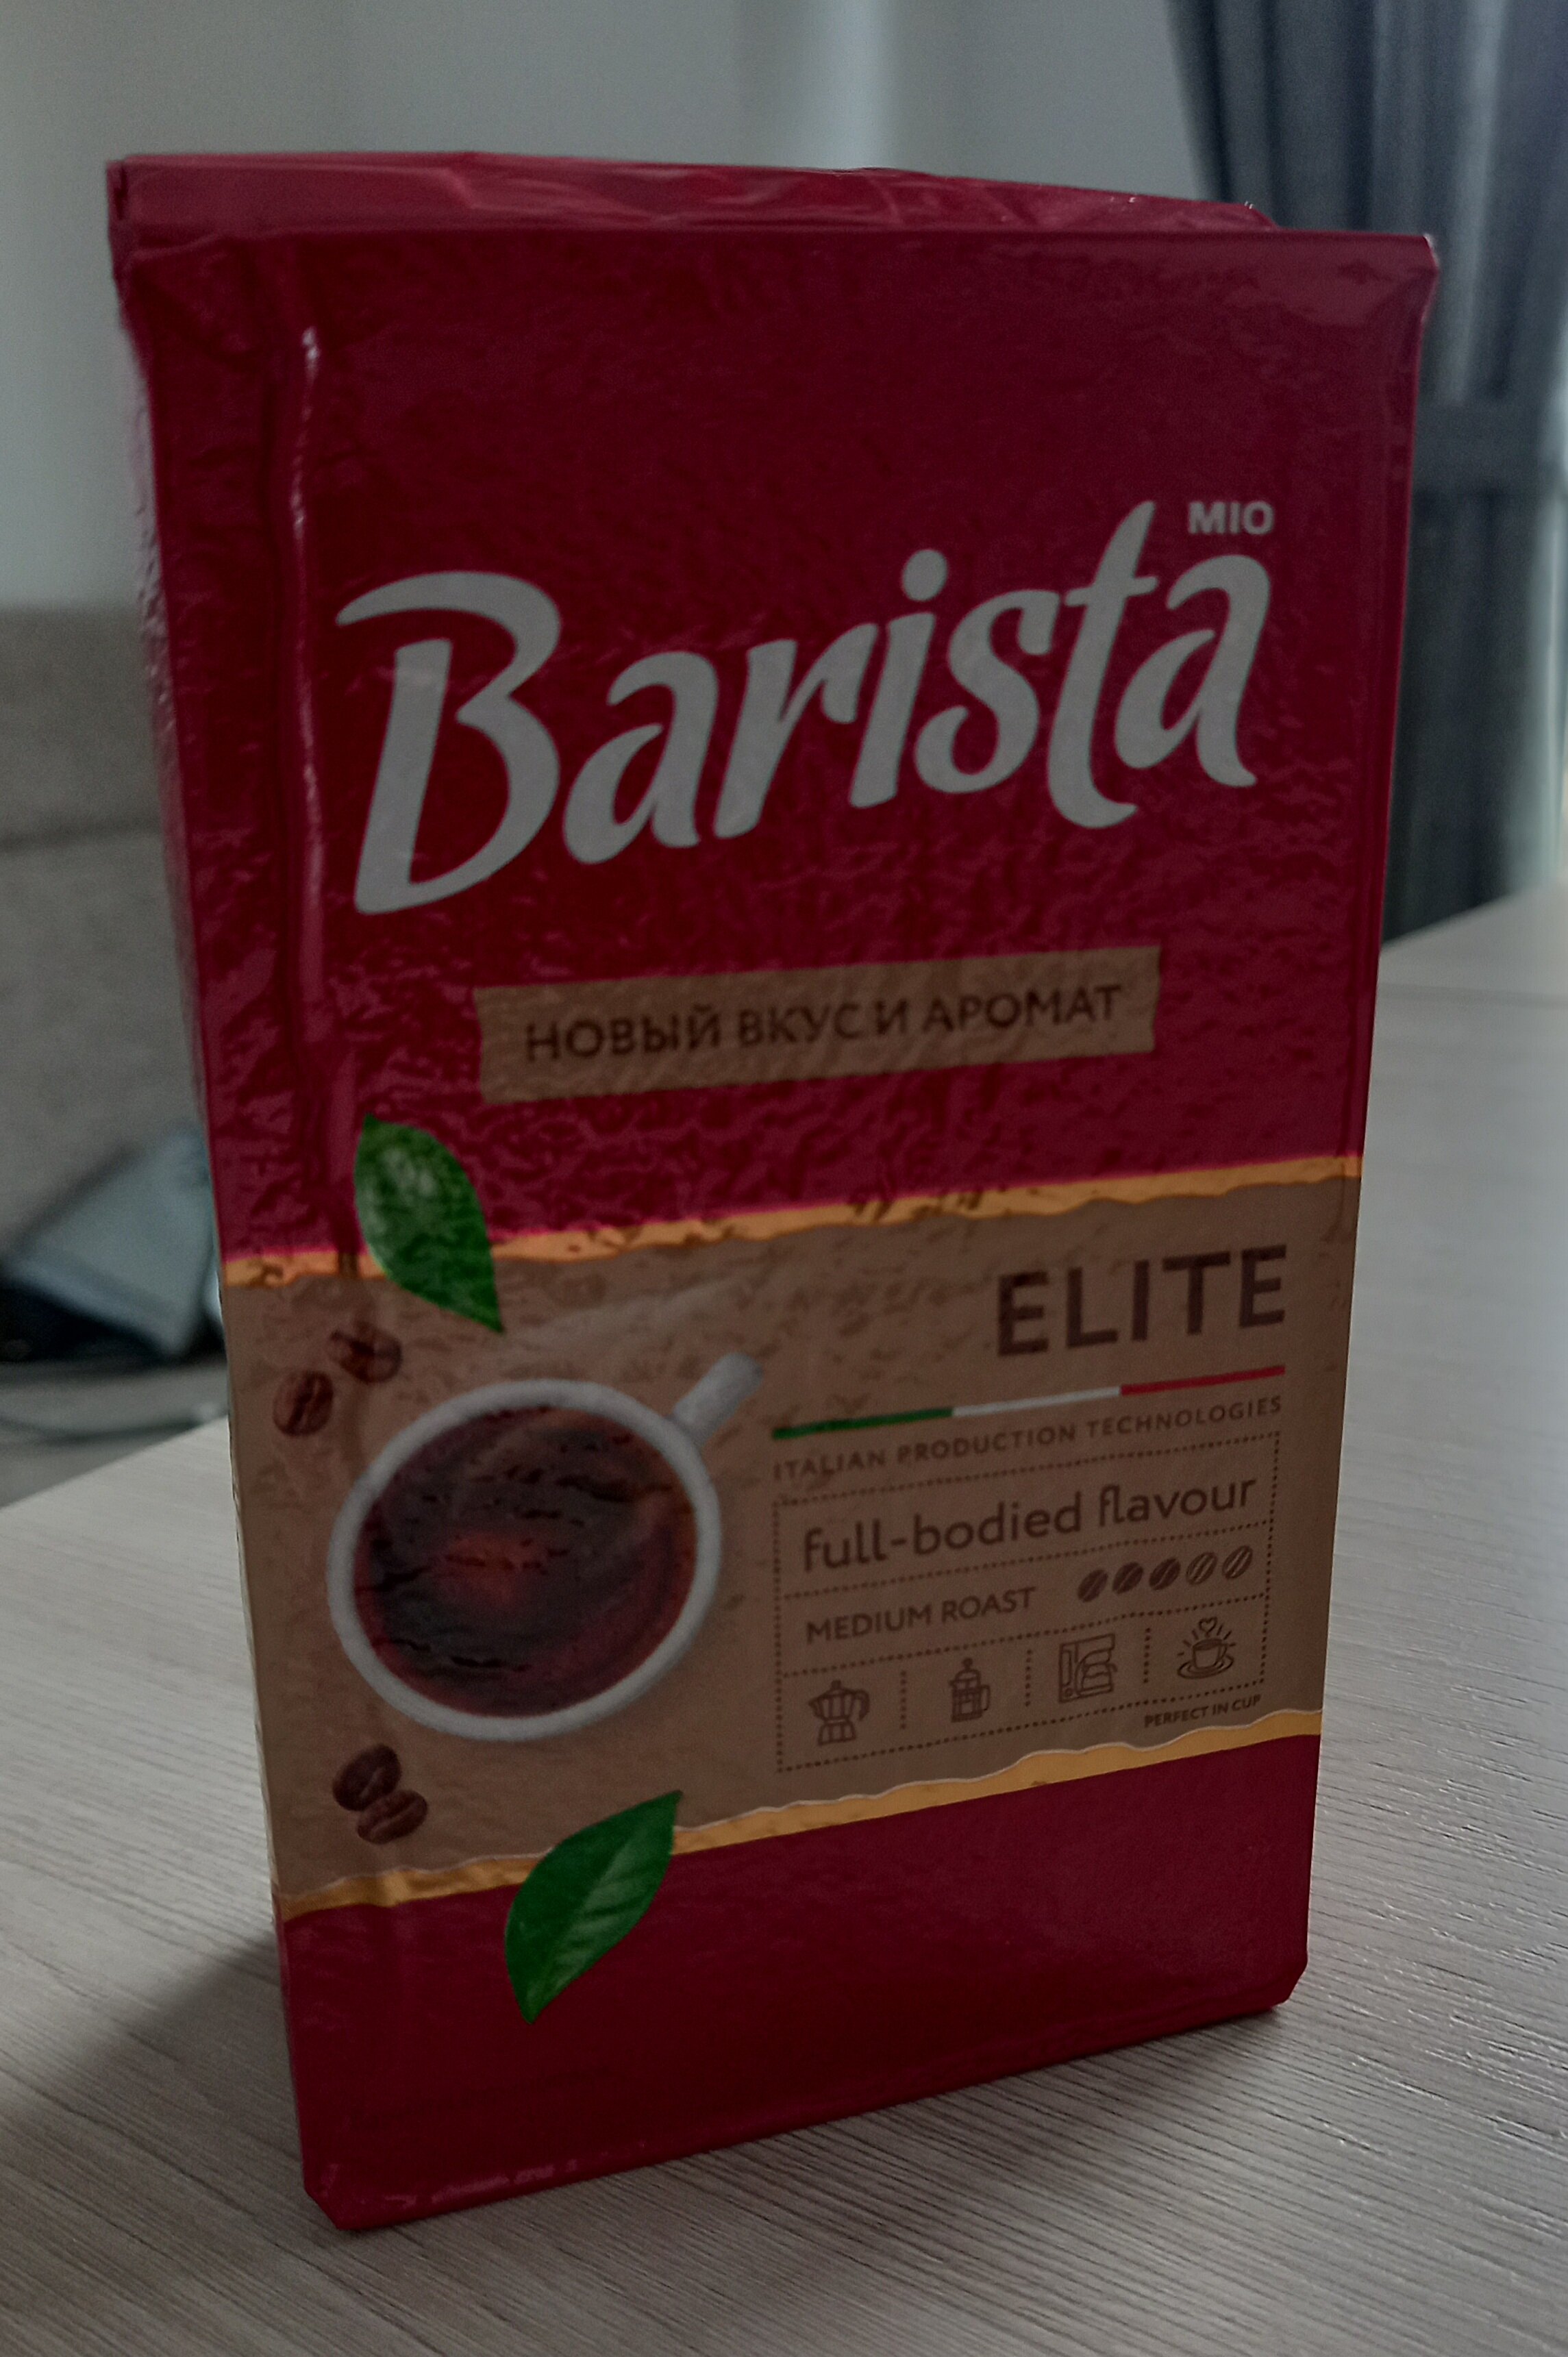 MIO
Barista
НОВЫЙ ВКУС И АРОМАТ
ELITE
ITALIAN PRODUCTION TECHNOLOGIES
full-bodied flavour
MEDIUM ROAST
PERFECT IN CUP